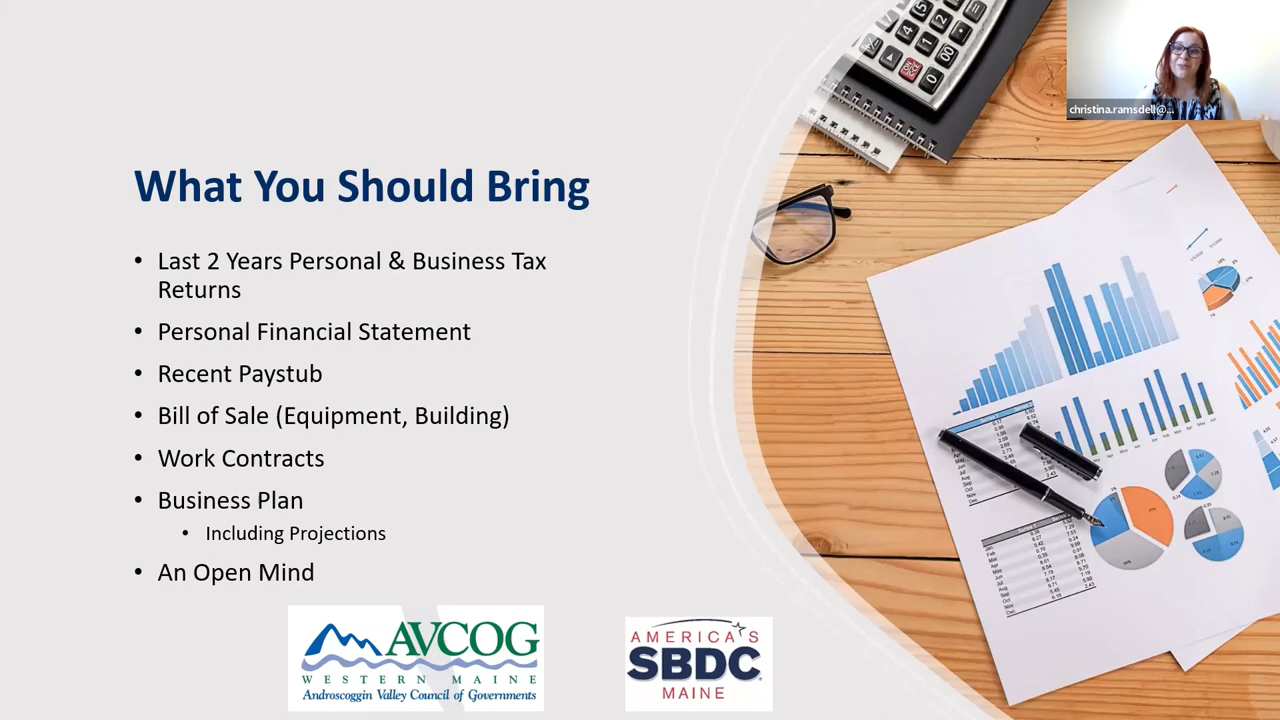 christina.ramsdell@...
What You Should Bring
• Last 2 Years Personal & Business Tax
Returns
• Personal Financial Statement
• Recent Paystub
• Bill of Sale (Equipment, Building)
• Work Contracts
• Business Plan
• Including Projections
• An Open Mind
AVCOG
WESTERN MAINE
Androscoggin Valley Council of Governments
AMERICA'S
SBDC
MAINE